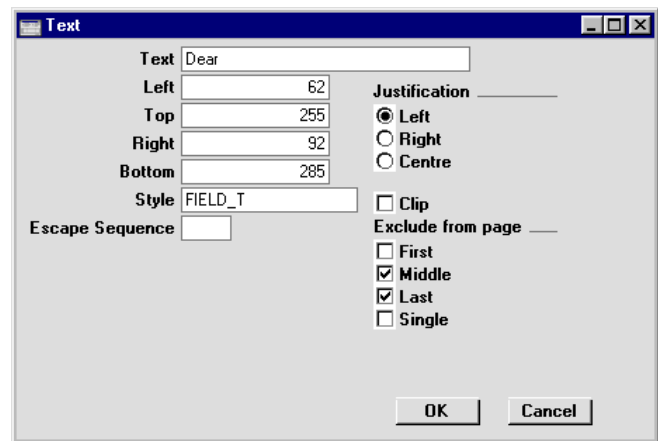 Text
Text Dear
Left 62
Top 255
Right 92
Bottom 285
Style FIELD_T
Escape Sequence
Justification
Left
Right
Centre
Clip
Exclude from page
First
Middle
Last
Single
OK Cancel